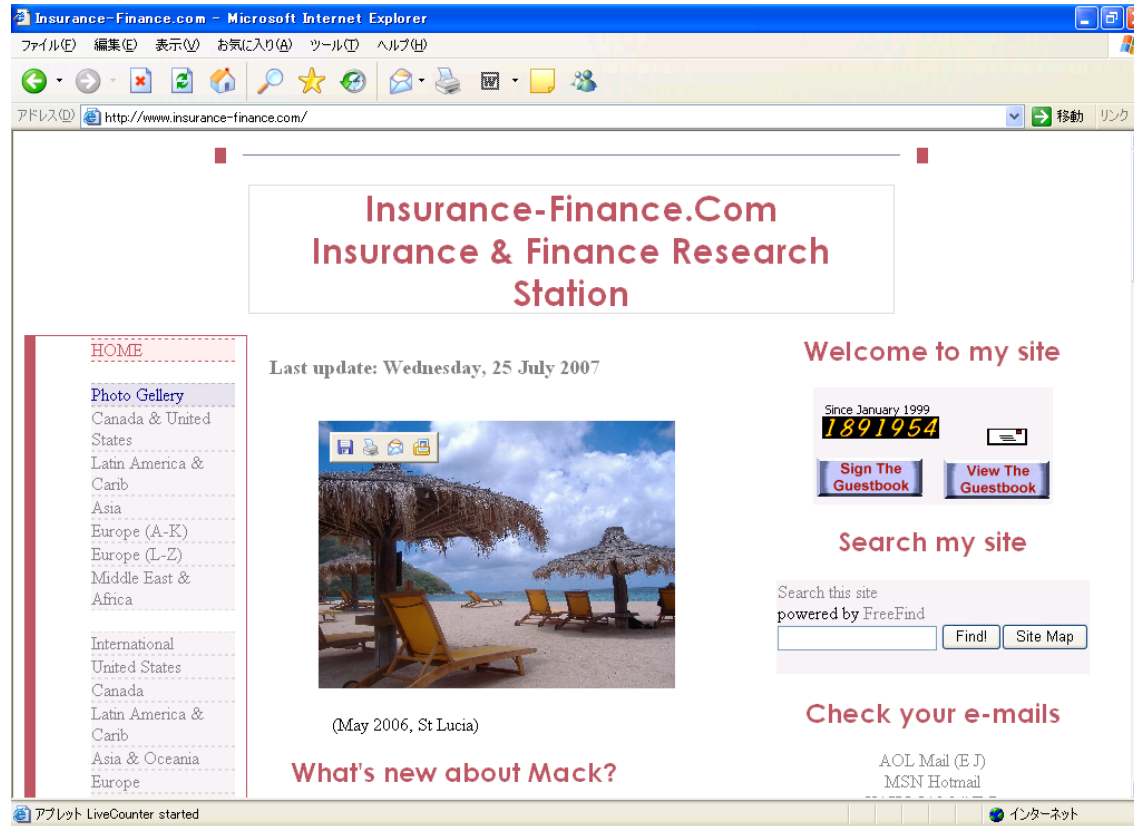 Insurance-Finance.com - Microsoft Internet Explorer
ファイル(F) 編集(E) 表示(V) お気に入り(A) ツール(T) ヘルプ(H)
アドレス(D) http://www.insurance-finance.com/ 移動 リンク
Insurance-Finance.Com
Insurance & Finance Research
Station
HOME
Photo Gellery
Canada & United
States
Latin America &
Carib
Asia
Europe (A-K)
Europe (L-Z)
Middle East &
Africa
International
United States
Canada
Latin America &
Carib
Asia & Oceania
Europe
Last update: Wednesday, 25 July 2007
(May 2006, St Lucia)
What's new about Mack?
Welcome to my site
Since January 1999
1891954
Sign The
Guestbook
View The
Guestbook
Search my site
Search this site
powered by FreeFind
Find! Site Map
Check your e-mails
AOL Mail (E J)
MSN Hotmail
アプレット LiveCounter started
インターネット